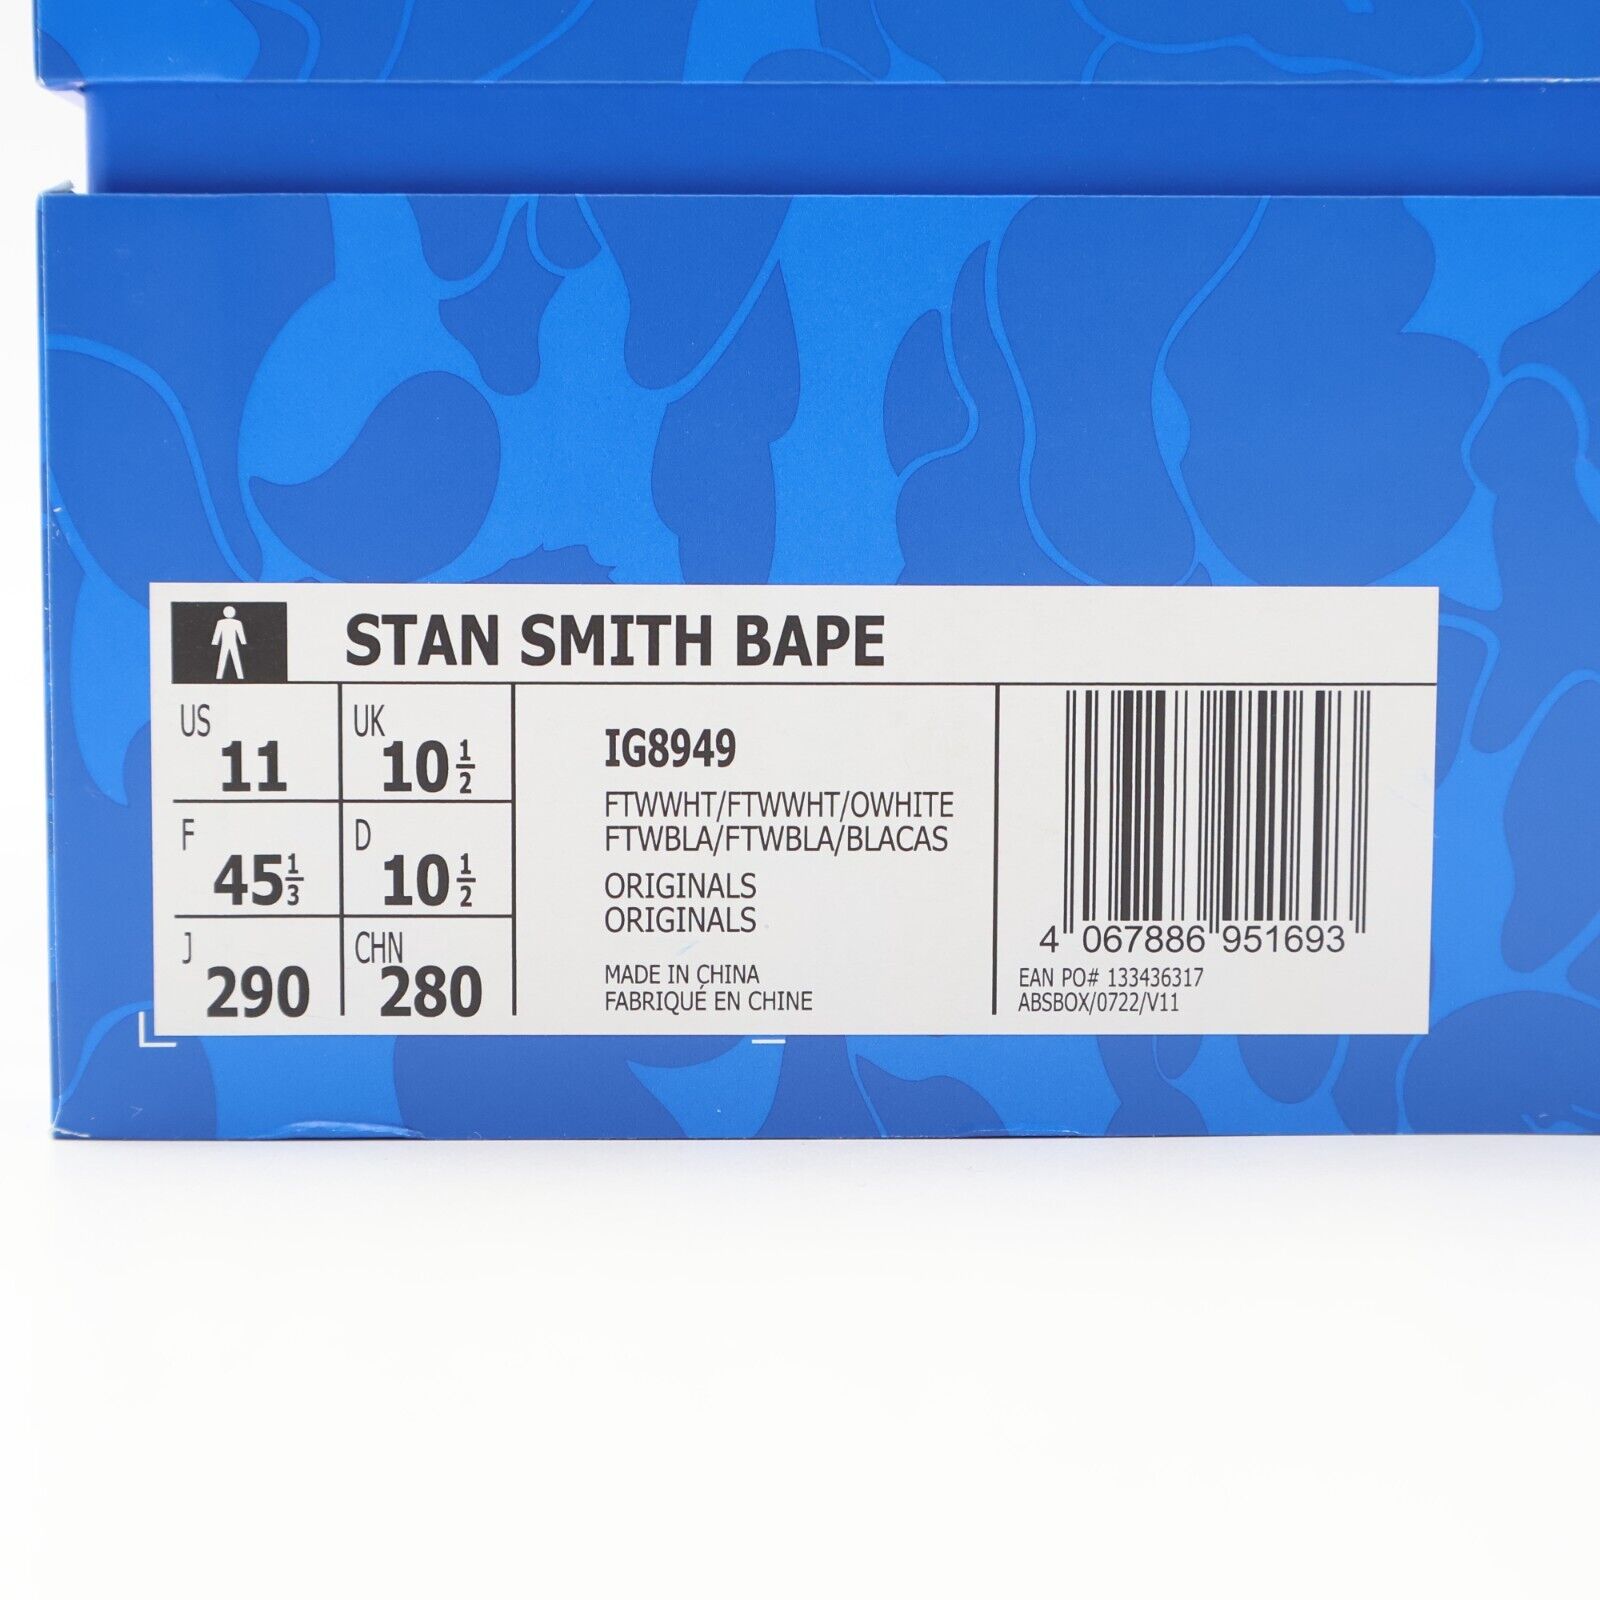 STAN SMITH BAPE
US 11 UK 10 1/2
F 45 1/3 D 10 1/2
J 290 CHN 280
IG8949
FTWWHT/FTWWHT/OWHITE
FTWBLA/FTWBLA/BLACAS
ORIGINALS
ORIGINALS
MADE IN CHINA
FABRIQUÉ EN CHINE
4 067886 951693
EAN PO# 133436317
ABSBOX/0722/V11